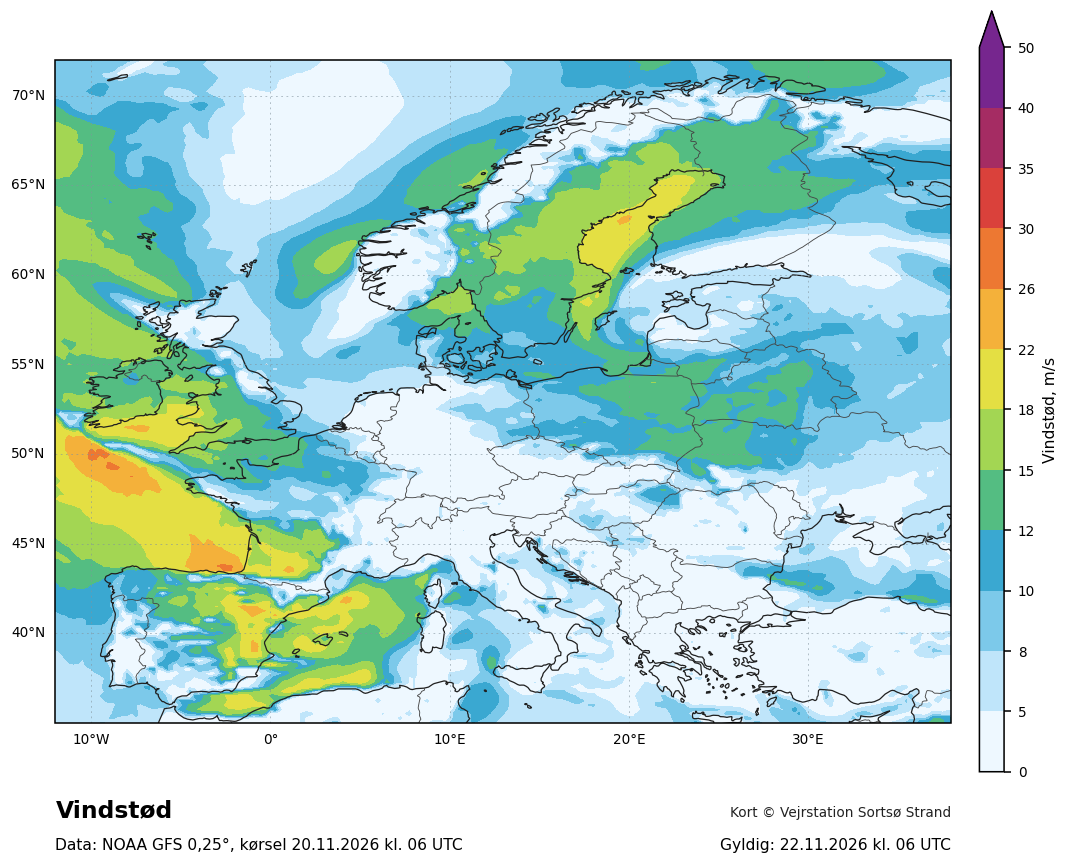 70°N
65°N
60°N
55°N
50°N
45°N
40°N
10°W
0°
10°E
20°E
30°E
50
40
35
30
26
22
18
15
12
10
8
5
0
Vindstød, m/s
Vindstød
Kort © Vejrstation Sortsø Strand
Data: NOAA GFS 0,25°, kørsel 20.11.2026 kl. 06 UTC
Gyldig: 22.11.2026 kl. 06 UTC